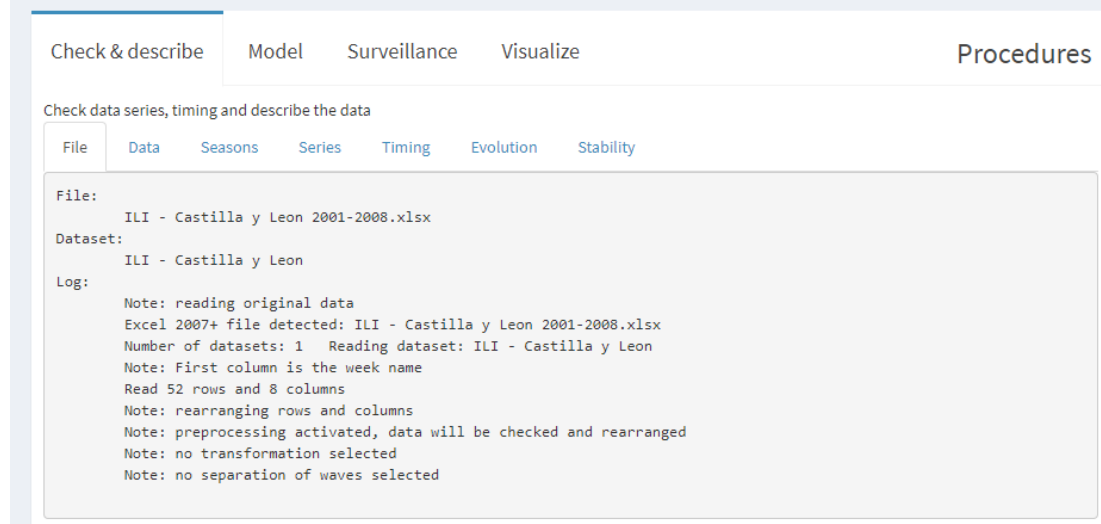 Check & describe Model Surveillance Visualize Procedures
Check data series, timing and describe the data
File Data Seasons Series Timing Evolution Stability
File:
ILI - Castilla y Leon 2001-2008.xlsx
Dataset:
ILI - Castilla y Leon
Log:
Note: reading original data
Excel 2007+ file detected: ILI - Castilla y Leon 2001-2008.xlsx
Number of datasets: 1   Reading dataset: ILI - Castilla y Leon
Note: First column is the week name
Read 52 rows and 8 columns
Note: rearranging rows and columns
Note: preprocessing activated, data will be checked and rearranged
Note: no transformation selected
Note: no separation of waves selected